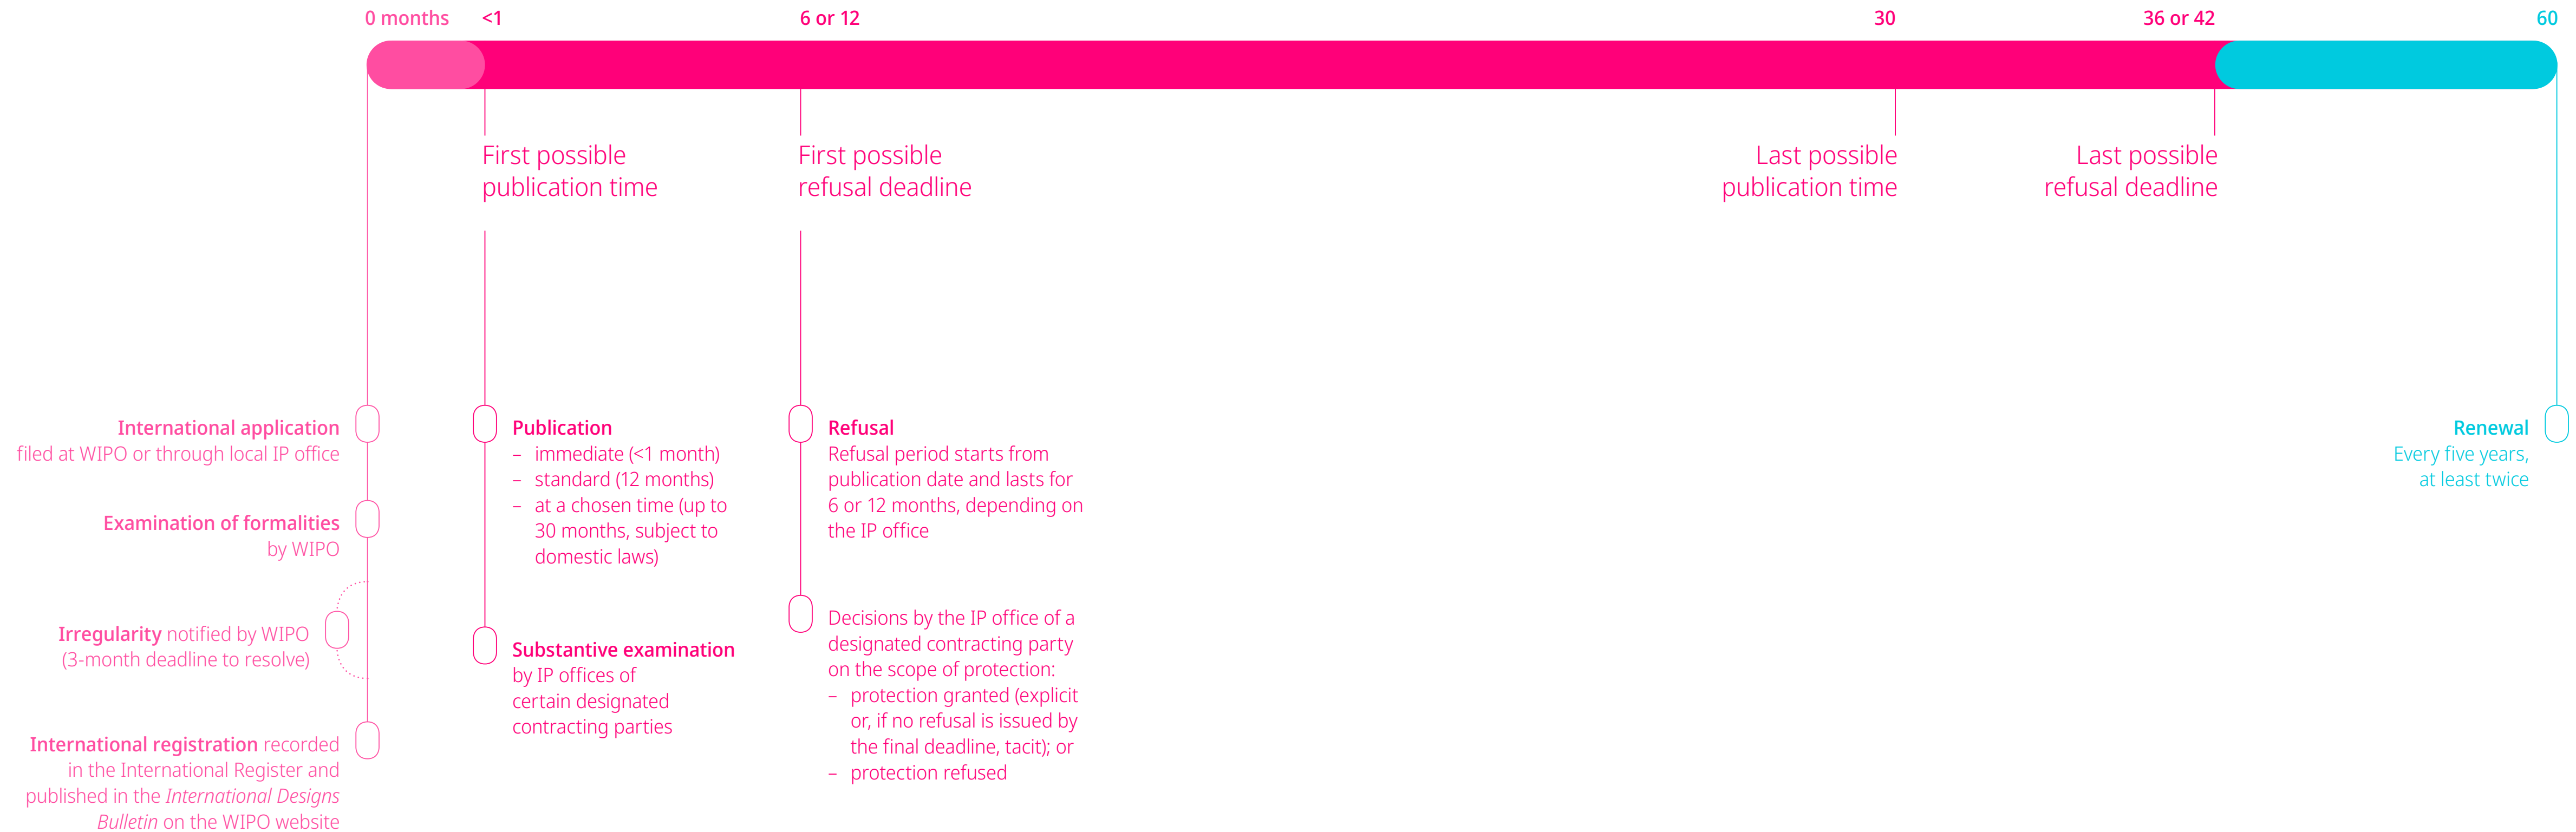 0 months
<1
6 or 12
30
36 or 42
60
First possible
publication time
First possible
refusal deadline
Last possible
publication time
Last possible
refusal deadline
International application
filed at WIPO or through local IP office
Examination of formalities
by WIPO
Irregularity notified by WIPO
(3-month deadline to resolve)
International registration recorded
in the International Register and
published in the International Designs
Bulletin on the WIPO website
Publication
– immediate (<1 month)
– standard (12 months)
– at a chosen time (up to
30 months, subject to
domestic laws)
Substantive examination
by IP offices of
certain designated
contracting parties
Refusal
Refusal period starts from
publication date and lasts for
6 or 12 months, depending on
the IP office
Decisions by the IP office of a
designated contracting party
on the scope of protection:
– protection granted (explicit
or, if no refusal is issued by
the final deadline, tacit); or
– protection refused
Renewal
Every five years,
at least twice